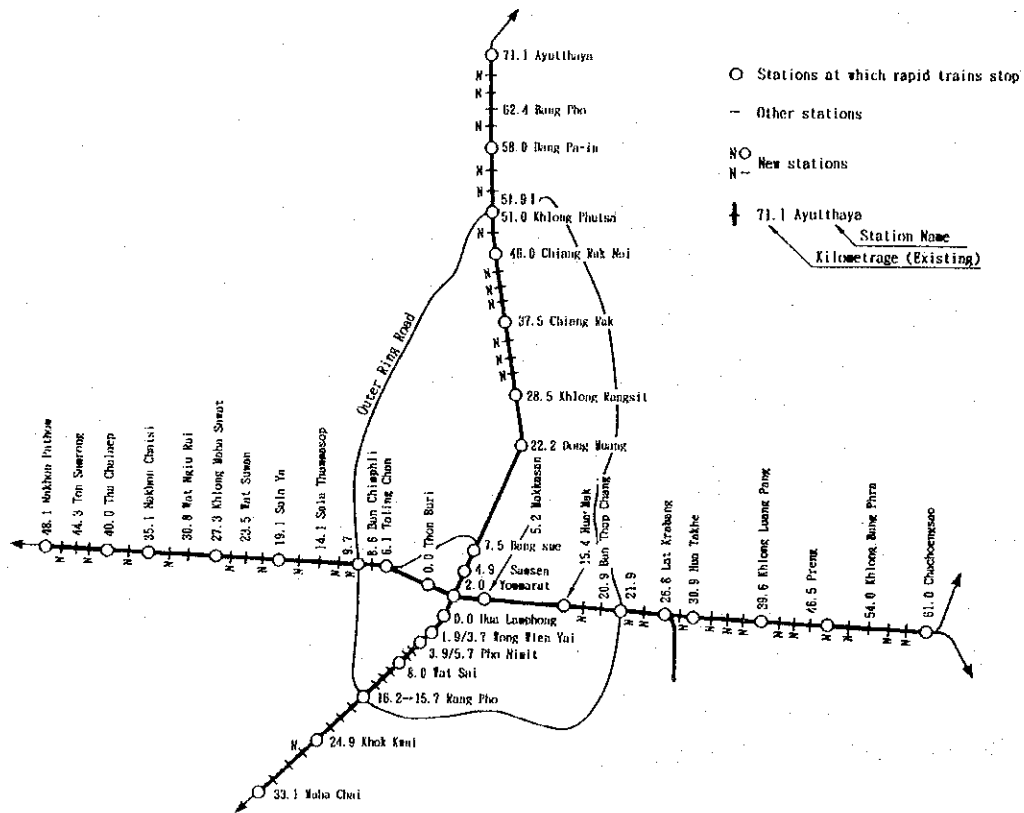 71.1 Ayutthaya
N
N
62.4 Bang Pho
N
58.0 Bang Pa-in
N
N
51.9
51.0 Khlong Phutsa
N
46.0 Chiang Rak Noi
N
N
N
37.5 Chiang Rak
N
N
N
28.5 Khlong Rangsit
22.2 Dong Muang
7.5 Bang sue
4.9 Samsen
2.0 Yommarat
0.0 Hua Lamphong
1.9/3.7 Wong Wien Yai
3.9/5.7 Pho Nimit
8.0 Wat Sai
16.2→15.7 Rang Pho
N
24.9 Khok Kwai
33.1 Maha Chai
Stations at which rapid trains stop
Other stations
N
N
New stations
71.1 Ayutthaya
Station Name
Kilometrage (Existing)
Outer Ring Road
48.1 Nakhon Pathom
44.3 Ton Samrong
40.0 Tha Chalaep
35.1 Nakhon Chaisi
30.8 Wat Ngiu Rai
27.3 Khlong Maha Sawat
23.5 Wat Suwan
19.1 Sala Ya
14.1 Sala Thammasop
9.7
8.6 Ban Chimphli
6.1 Taling Chan
0.0 Thon Buri
5.2 Makkasan
15.4 Huar Mak
20.9 Ban Thap Chang
21.9
26.8 Lat Krabang
30.9 Hua Takhe
39.6 Khlong Luang Pang
46.5 Preng
54.0 Khlong Bang Phra
61.0 Chachoengsao
N N N N N N N N N N N N
N N N N N N N N N N N